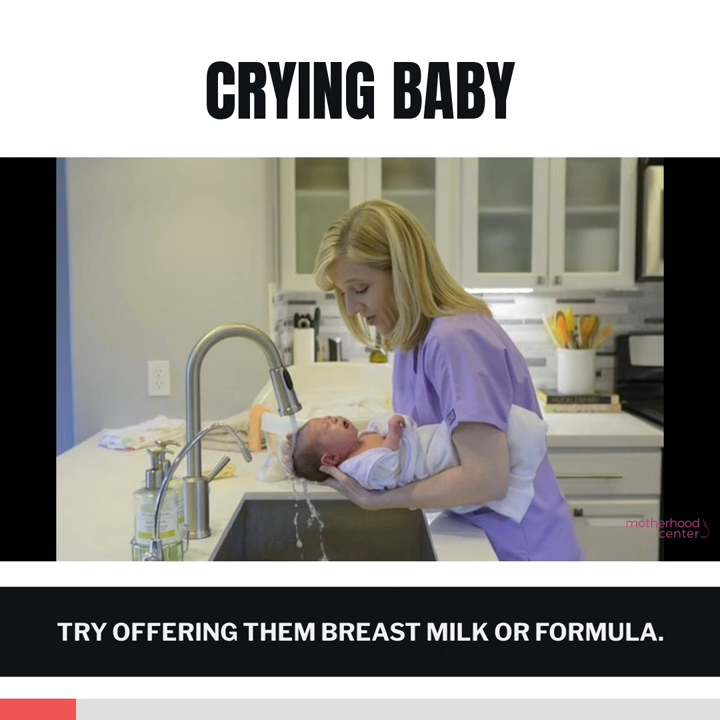 CRYING BABY
motherhood
center
TRY OFFERING THEM BREAST MILK OR FORMULA.